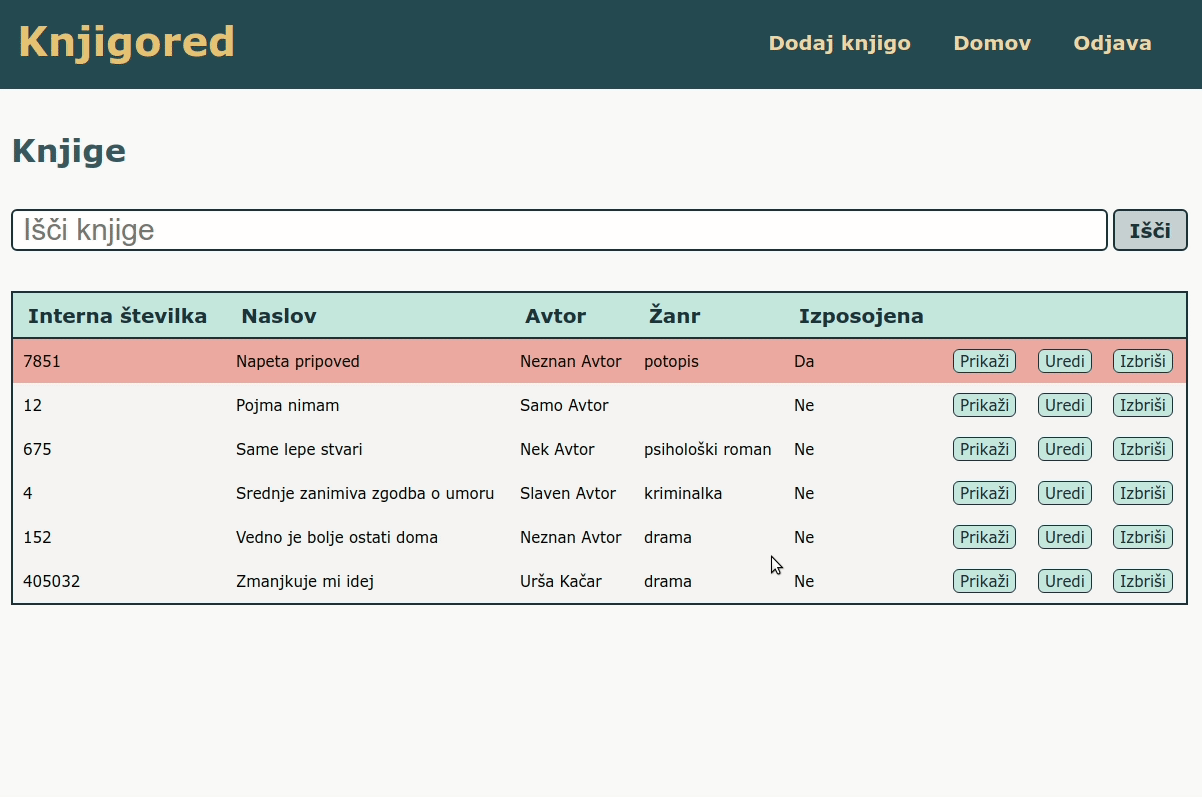 Knjigored Dodaj knjigo Domov Odjava
Knjige
Išči knjige Išči
Interna številka Naslov Avtor Žanr Izposojena
7851 Napeta pripoved Neznan Avtor potopis Da Prikaži Uredi Izbriši
12 Pojma nimam Samo Avtor Ne Prikaži Uredi Izbriši
675 Same lepe stvari Nek Avtor psihološki roman Ne Prikaži Uredi Izbriši
4 Srednje zanimiva zgodba o umoru Slaven Avtor kriminalka Ne Prikaži Uredi Izbriši
152 Vedno je bolje ostati doma Neznan Avtor drama Ne Prikaži Uredi Izbriši
405032 Zmanjkuje mi idej Urša Kačar drama Ne Prikaži Uredi Izbriši